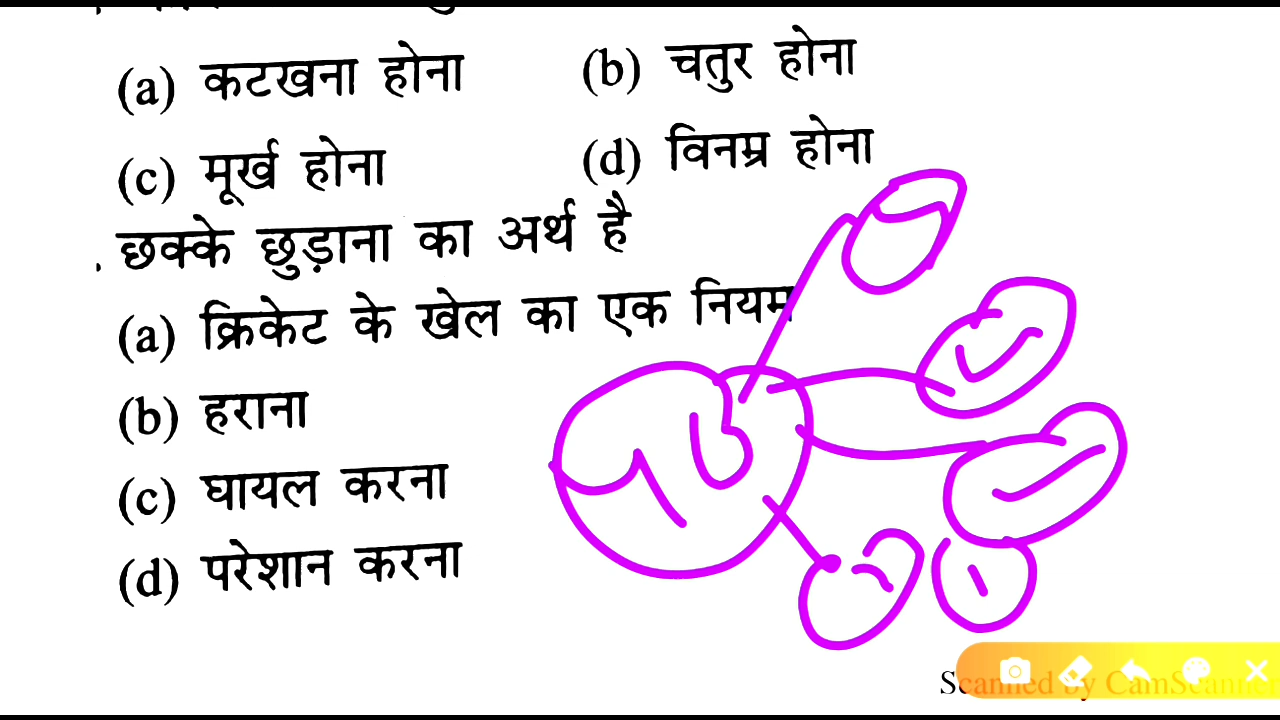 (a) कटखना होना (b) चतुर होना
(c) मूर्ख होना (d) विनम्र होना
. छक्के छुड़ाना का अर्थ है
(a) क्रिकेट के खेल का एक नियम
(b) हराना
(c) घायल करना
(d) परेशान करना
Scanned by CamScanner